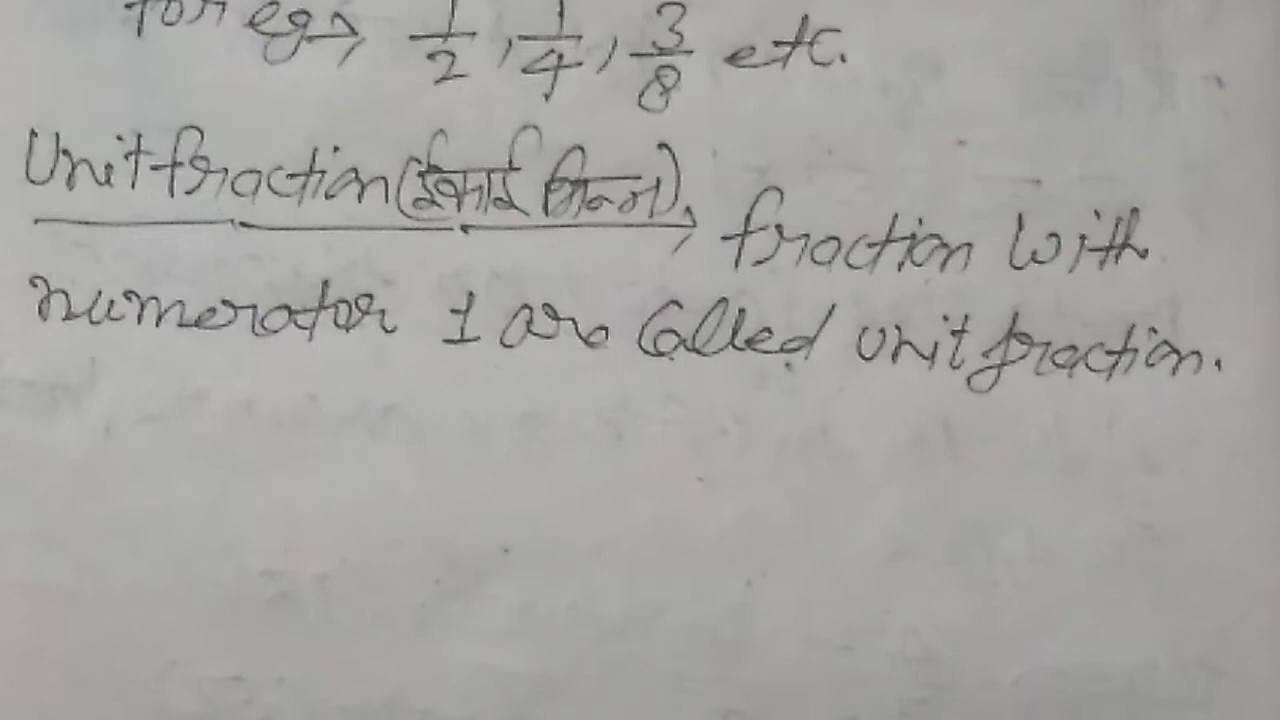 for eg → 1/2, 1/4, 3/8 etc.
Unit fraction (ईकाई भिन्न) → fraction with
numerator 1 are called unit fraction.